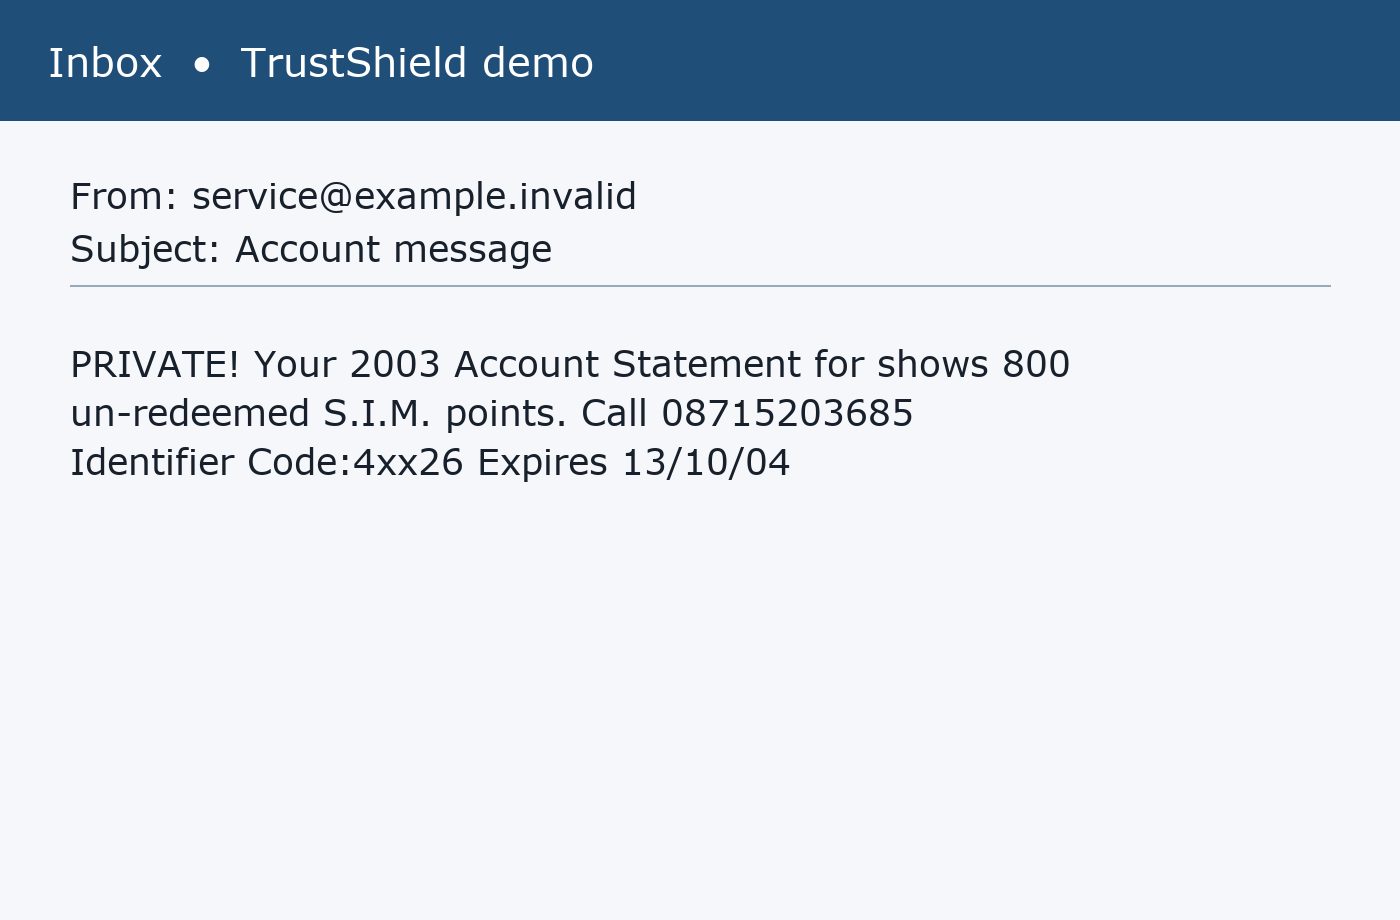 Inbox • TrustShield demo
From: service@example.invalid
Subject: Account message
PRIVATE! Your 2003 Account Statement for shows 800
un-redeemed S.I.M. points. Call 08715203685
Identifier Code:4xx26 Expires 13/10/04